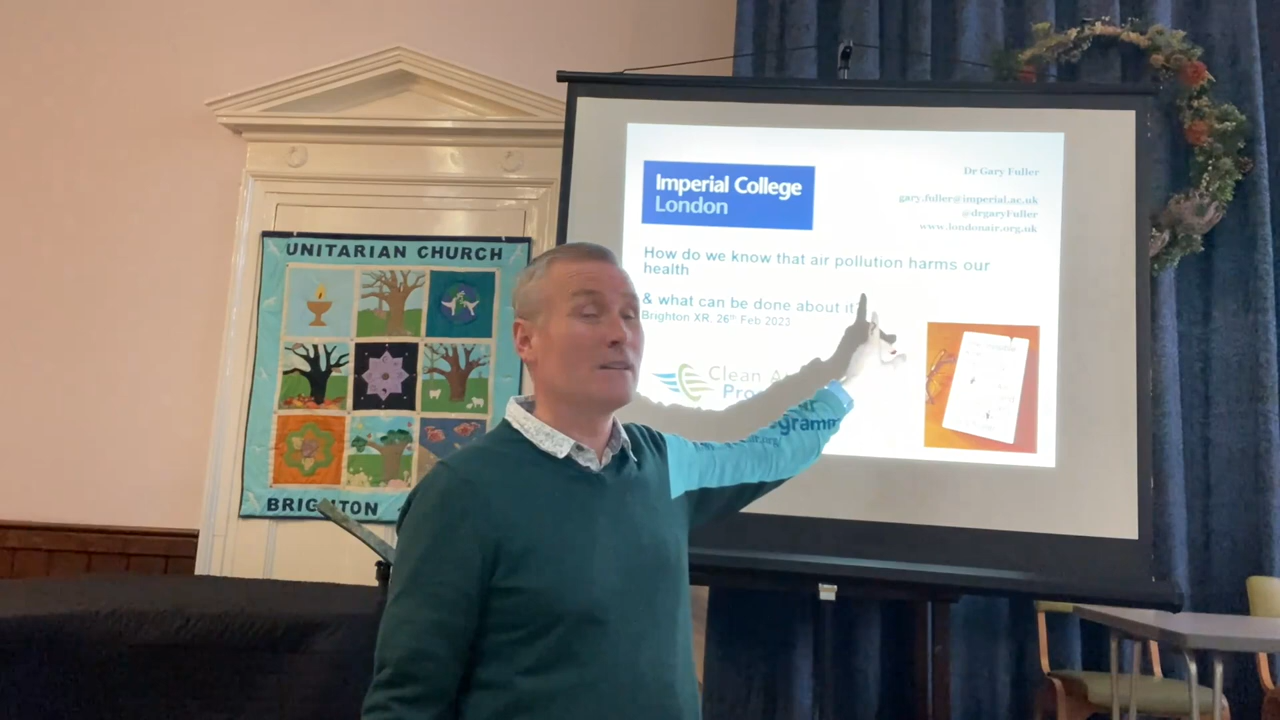 UNITARIAN CHURCH
BRIGHTON
Imperial College
London
Dr Gary Fuller
gary.fuller@imperial.ac.uk
@drgaryFuller
www.londonair.org.uk
How do we know that air pollution harms our
health
& what can be done about it?
Brighton XR, 26th Feb 2023
Clean